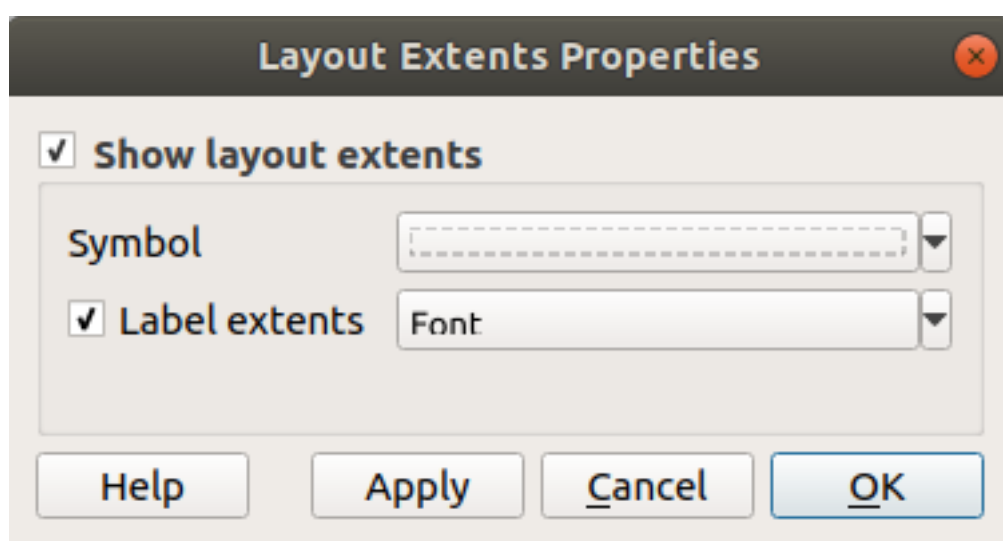 Layout Extents Properties
Show layout extents
Symbol
Label extents Font
Help Apply Cancel OK